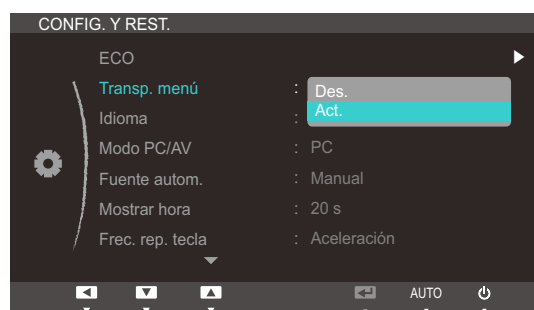 CONFIG. Y REST.
ECO
Transp. menú : Des.
Act.
Idioma :
Modo PC/AV : PC
Fuente autom. : Manual
Mostrar hora : 20 s
Frec. rep. tecla : Aceleración
AUTO